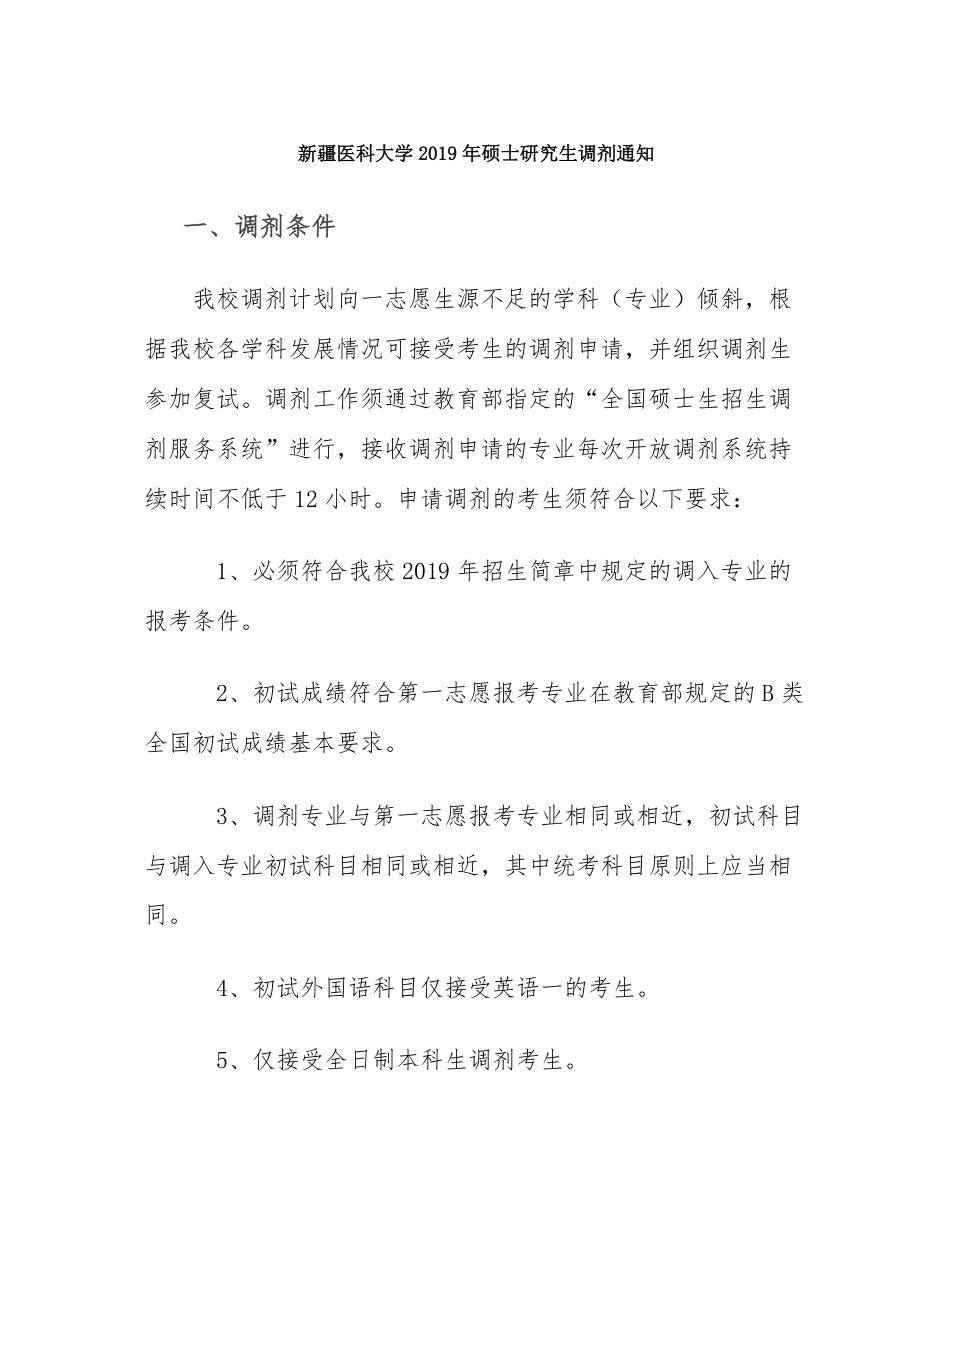 新疆医科大学 2019 年硕士研究生调剂通知
一、调剂条件
我校调剂计划向一志愿生源不足的学科（专业）倾斜，根
据我校各学科发展情况可接受考生的调剂申请，并组织调剂生
参加复试。调剂工作须通过教育部指定的“全国硕士生招生调
剂服务系统”进行，接收调剂申请的专业每次开放调剂系统持
续时间不低于 12 小时。申请调剂的考生须符合以下要求：
1、必须符合我校 2019 年招生简章中规定的调入专业的
报考条件。
2、初试成绩符合第一志愿报考专业在教育部规定的 B 类
全国初试成绩基本要求。
3、调剂专业与第一志愿报考专业相同或相近，初试科目
与调入专业初试科目相同或相近，其中统考科目原则上应当相
同。
4、初试外国语科目仅接受英语一的考生。
5、仅接受全日制本科生调剂考生。